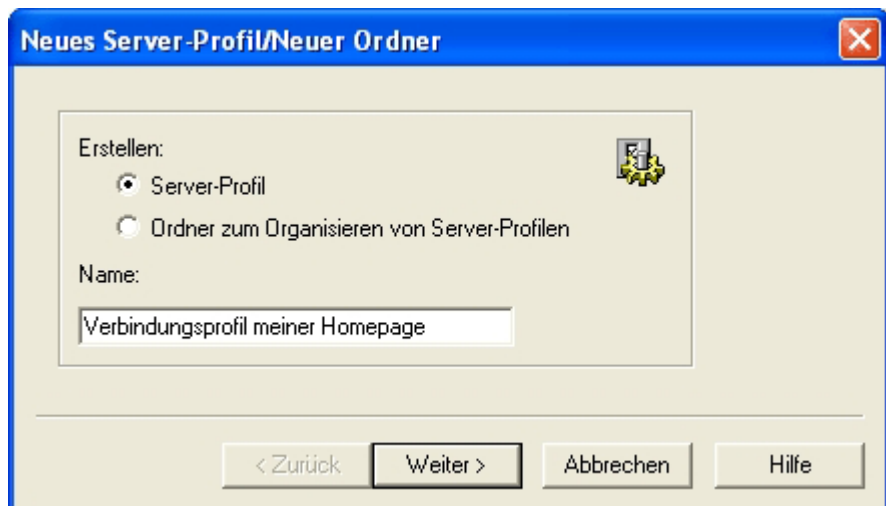 Neues Server-Profil/Neuer Ordner
Erstellen:
Server-Profil
Ordner zum Organisieren von Server-Profilen
Name:
Verbindungsprofil meiner Homepage
< Zurück
Weiter >
Abbrechen
Hilfe